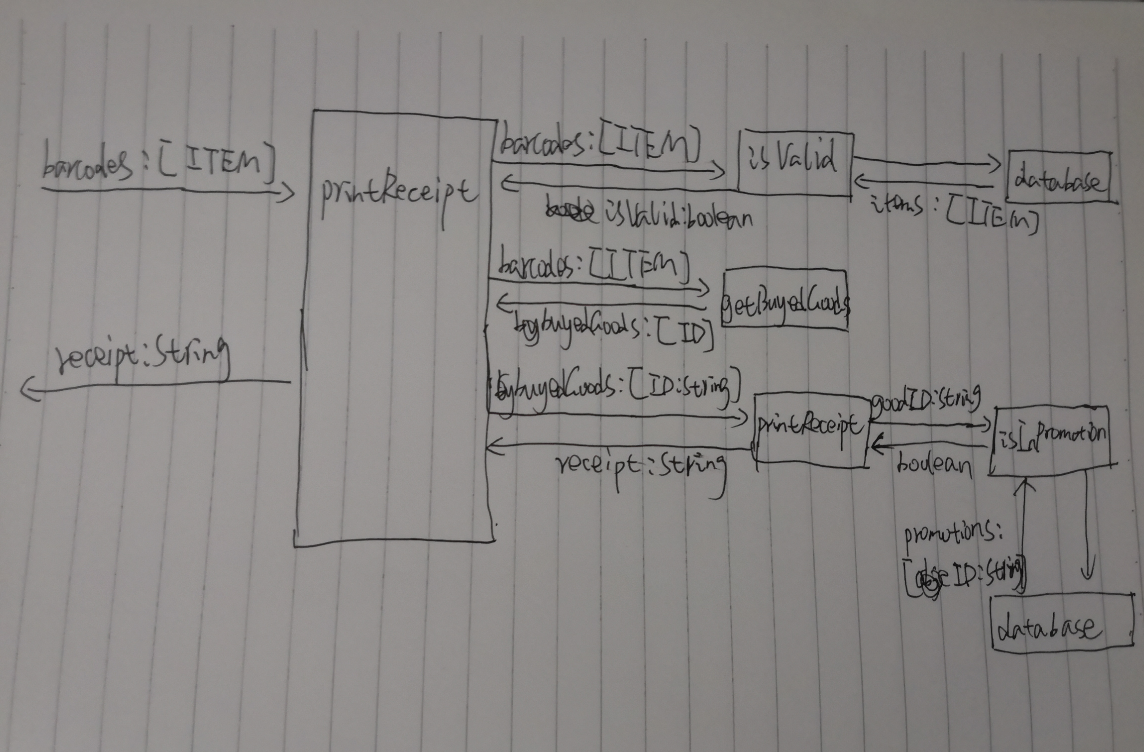 barcodes:[ITEM]
printReceipt
receipt:String
barcodes:[ITEM]
isValid:boolean
isValid
items:[ITEM]
database
barcodes:[ITEM]
buyedGoods:[ID]
getBuyedGoods
buyedGoods:[ID:String]
receipt:String
printReceipt
goodID:String
boolean
isInPromotion
promotions:
[ID:String]
database